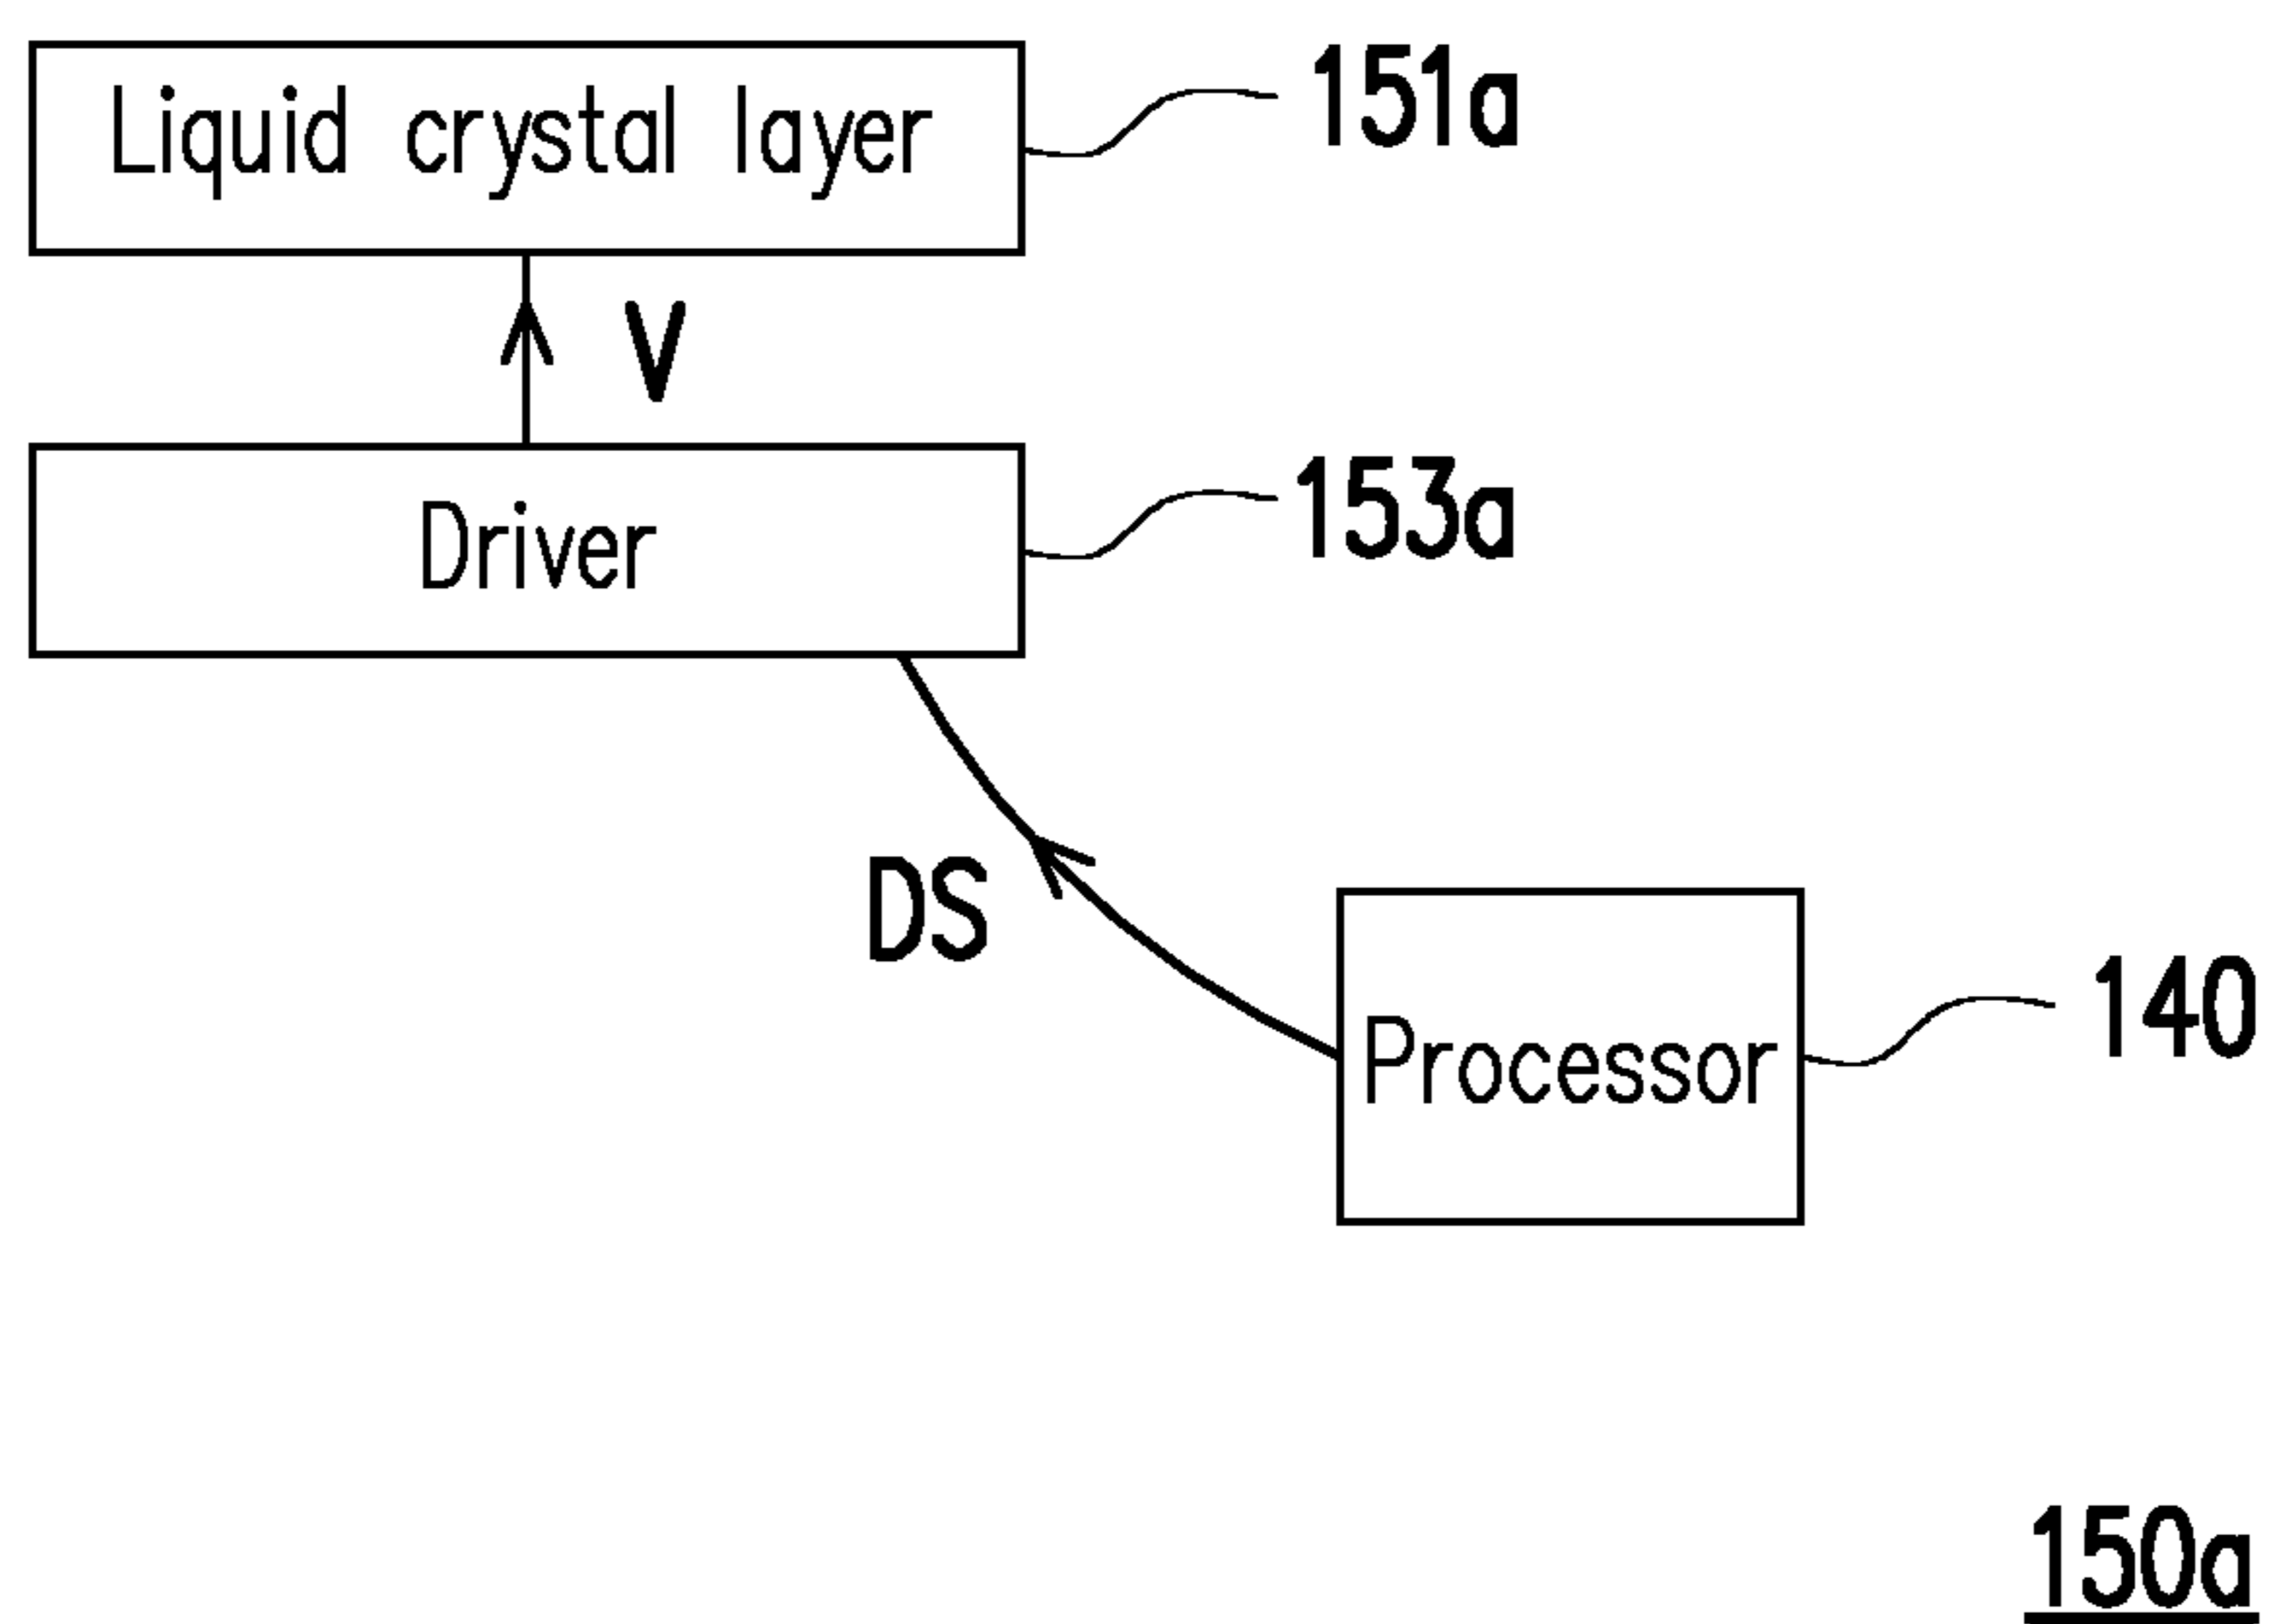 Liquid crystal layer
151a
V
Driver
153a
DS
Processor
140
150a